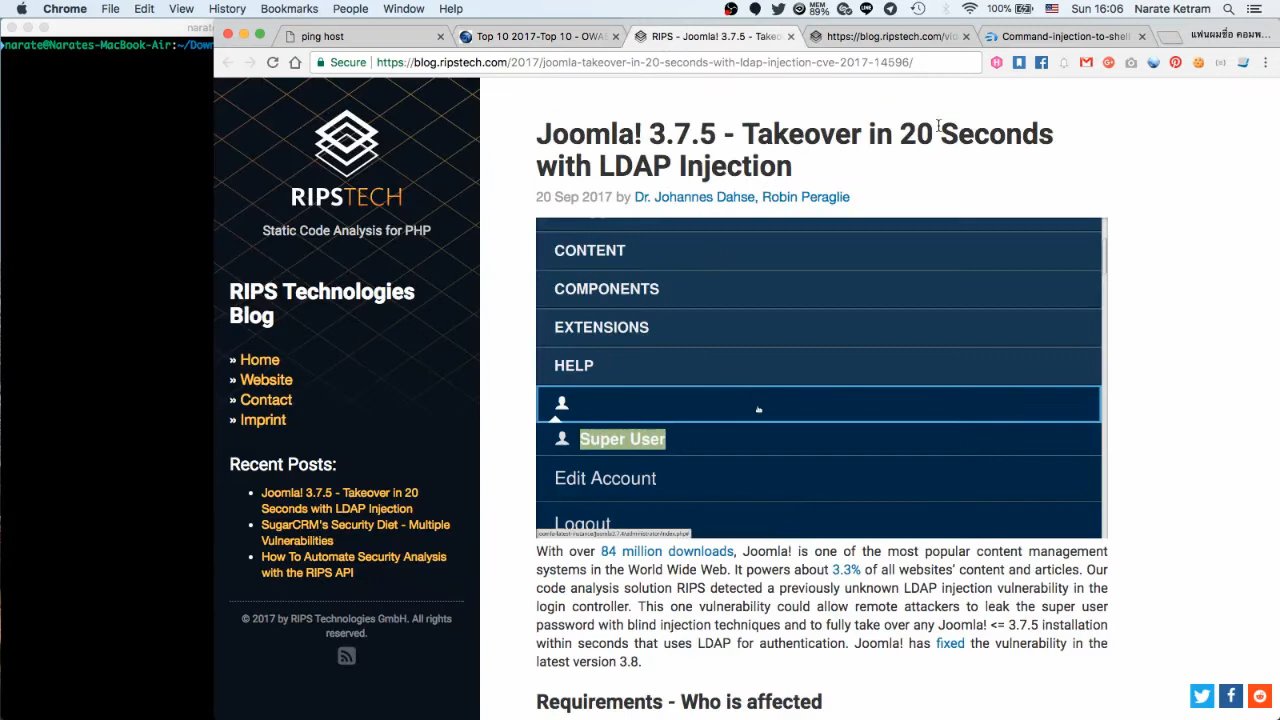 Chrome File Edit View History Bookmarks People Window Help MEM 89% 100% Sun 16:06 Narate Ketram
narat
ping host
Top 10 2017-Top 10 - OWA
RIPS - Joomla! 3.7.5 - Takeo
https://blog.ripstech.com/vid
Command-injection-to-shell
Secure https://blog.ripstech.com/2017/joomla-takeover-in-20-seconds-with-ldap-injection-cve-2017-14596/
narate@Narates-MacBook-Air:~/Down
RIPSTECH
Static Code Analysis for PHP
RIPS Technologies
Blog
» Home
» Website
» Contact
» Imprint
Recent Posts:
• Joomla! 3.7.5 - Takeover in 20
Seconds with LDAP Injection
• SugarCRM's Security Diet - Multiple
Vulnerabilities
• How To Automate Security Analysis
with the RIPS API
© 2017 by RIPS Technologies GmbH. All rights
reserved.
Joomla! 3.7.5 - Takeover in 20 Seconds
with LDAP Injection
20 Sep 2017 by Dr. Johannes Dahse, Robin Peraglie
CONTENT
COMPONENTS
EXTENSIONS
HELP
Super User
Edit Account
Logout
With over 84 million downloads, Joomla! is one of the most popular content management
systems in the World Wide Web. It powers about 3.3% of all websites' content and articles. Our
code analysis solution RIPS detected a previously unknown LDAP injection vulnerability in the
login controller. This one vulnerability could allow remote attackers to leak the super user
password with blind injection techniques and to fully take over any Joomla! <= 3.7.5 installation
within seconds that uses LDAP for authentication. Joomla! has fixed the vulnerability in the
latest version 3.8.
Requirements - Who is affected